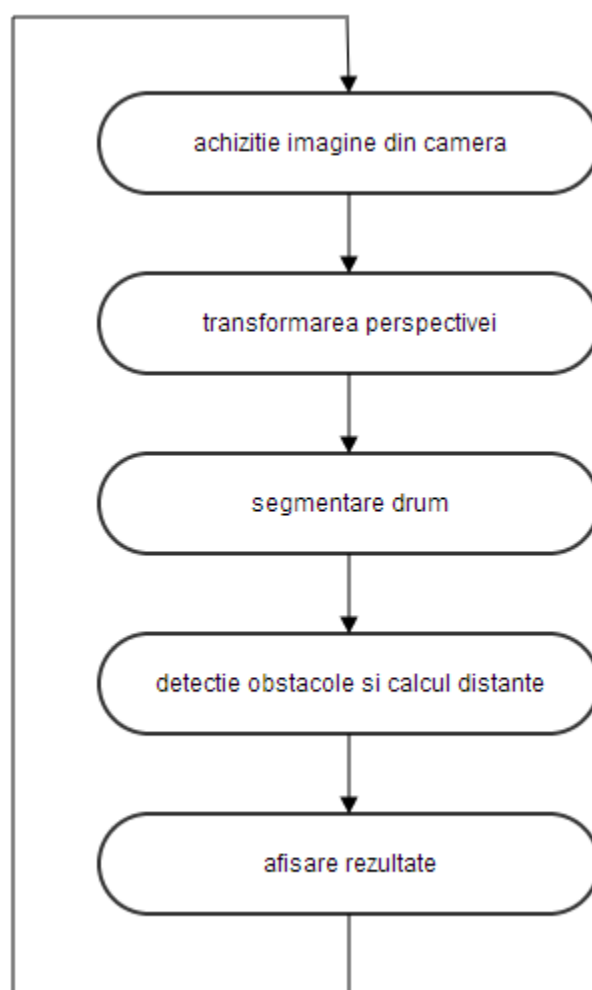 achizitie imagine din camera
transformarea perspectivei
segmentare drum
detectie obstacole si calcul distante
afisare rezultate